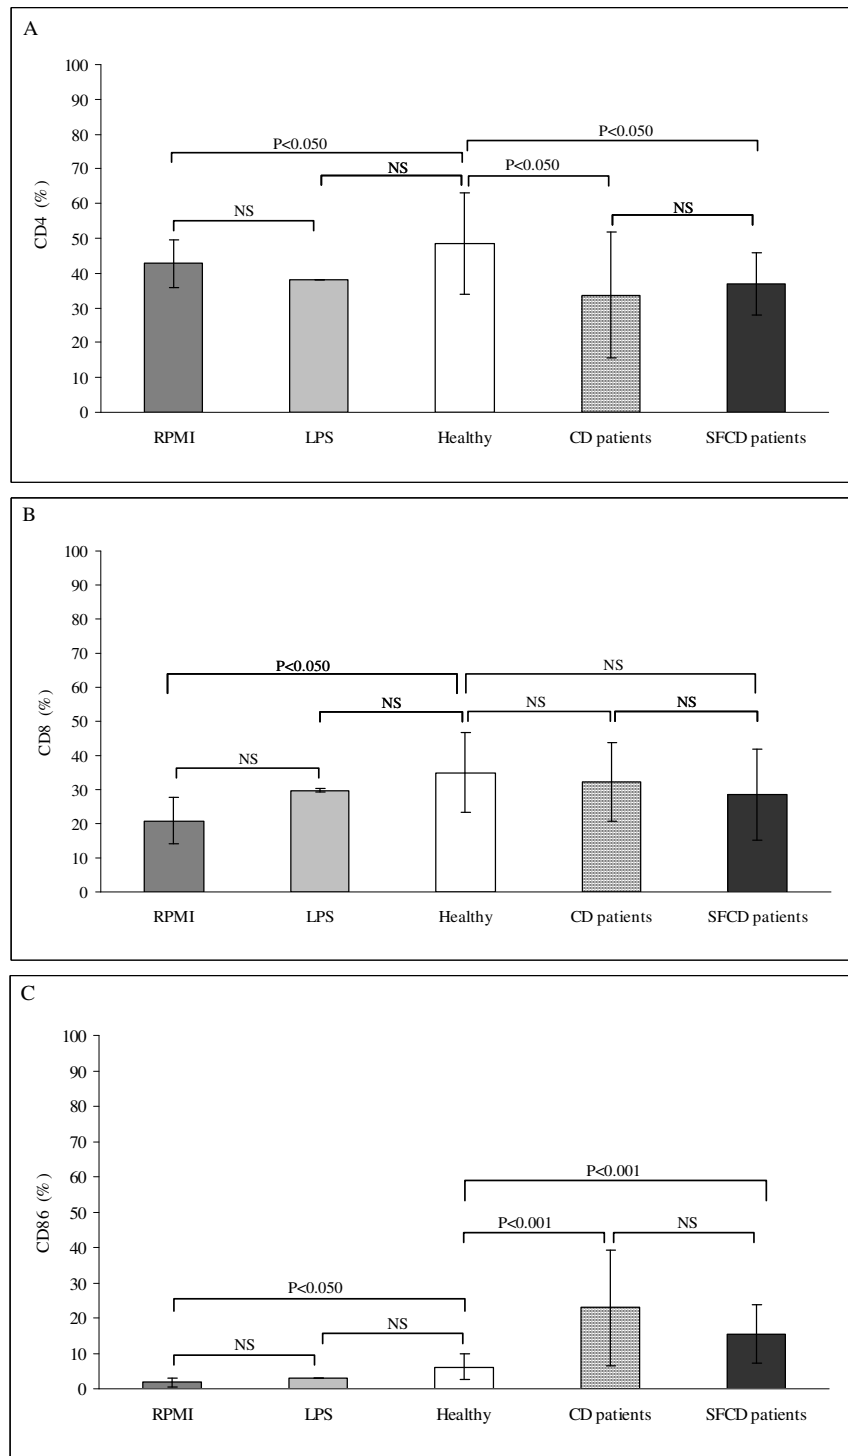 A
100
90
80
70
60
50
40
30
20
10
0
CD4 (%)
P<0.050
P<0.050
NS
P<0.050
NS
NS
RPMI LPS Healthy CD patients SFCD patients
B
100
90
80
70
60
50
40
30
20
10
0
CD8 (%)
P<0.050
NS
NS
NS
NS
NS
RPMI LPS Healthy CD patients SFCD patients
C
100
90
80
70
60
50
40
30
20
10
0
CD86 (%)
P<0.001
P<0.001
NS
P<0.050
NS
NS
RPMI LPS Healthy CD patients SFCD patients